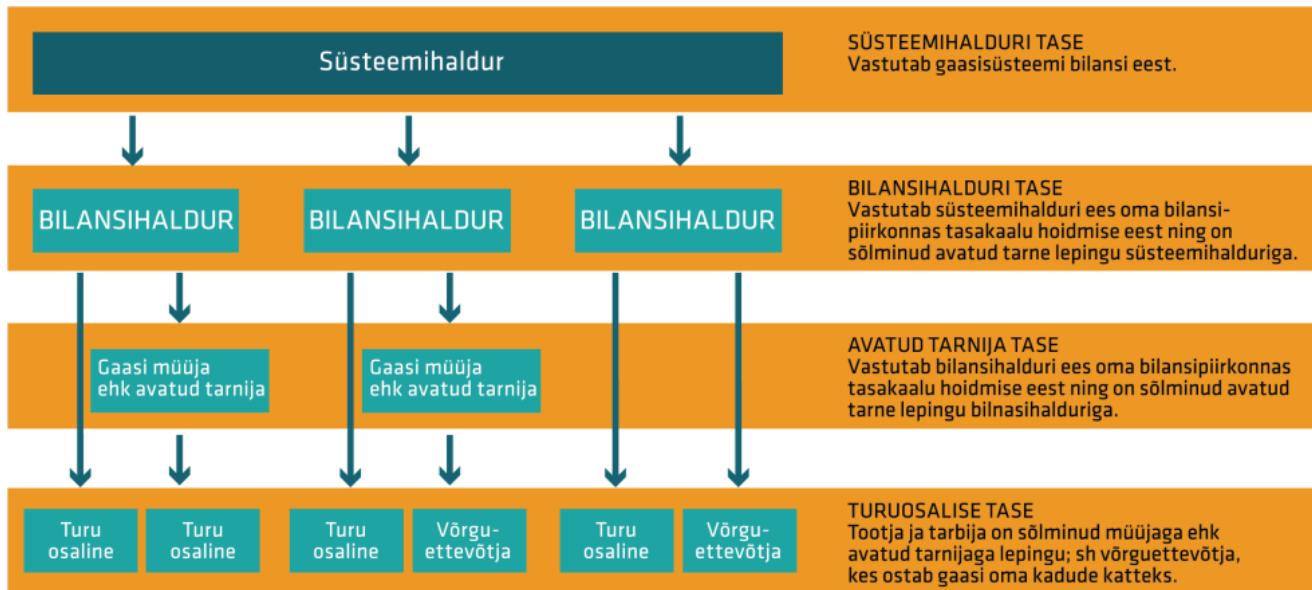 Süsteemihaldur
SÜSTEEMIHALDURI TASE
Vastutab gaasisüsteemi bilansi eest.
BILANSIHALDUR
BILANSIHALDUR
BILANSIHALDUR
BILANSIHALDURI TASE
Vastutab süsteemihalduri ees oma bilansi-
piirkonnas tasakaalu hoidmise eest ning on
sõlminud avatud tarne lepingu süsteemihalduriga.
Gaasi müüja
ehk avatud tarnija
Gaasi müüja
ehk avatud tarnija
AVATUD TARNIJA TASE
Vastutab bilansihalduri ees oma bilansipiirkonnas
tasakaalu hoidmise eest ning on sõlminud avatud
tarne lepingu bilnasihalduriga.
Turu
osaline
Turu
osaline
Turu
osaline
Võrgu-
ettevõtja
Turu
osaline
Võrgu-
ettevõtja
TURUOSALISE TASE
Tootja ja tarbija on sõlminud müüjaga ehk
avatud tarnijaga lepingu; sh võrguettevõtja,
kes ostab gaasi oma kadude katteks.